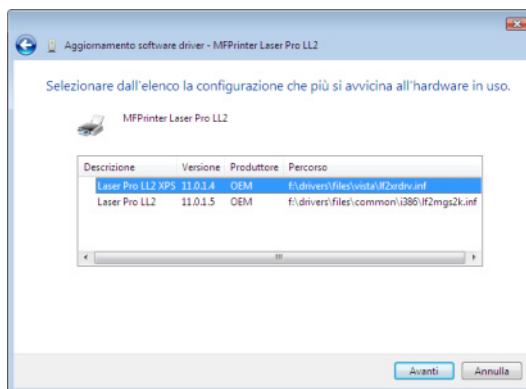 Aggiornamento software driver - MFPrinter Laser Pro LL2
Selezionare dall'elenco la configurazione che più si avvicina all'hardware in uso.
MFPrinter Laser Pro LL2
Descrizione Versione Produttore Percorso
Laser Pro LL2 XPS 11.0.1.4 OEM f:\drivers\files\vista\lf2xrdrv.inf
Laser Pro LL2 11.0.1.5 OEM f:\drivers\files\common\i386\lf2mgs2k.inf
Avanti Annulla